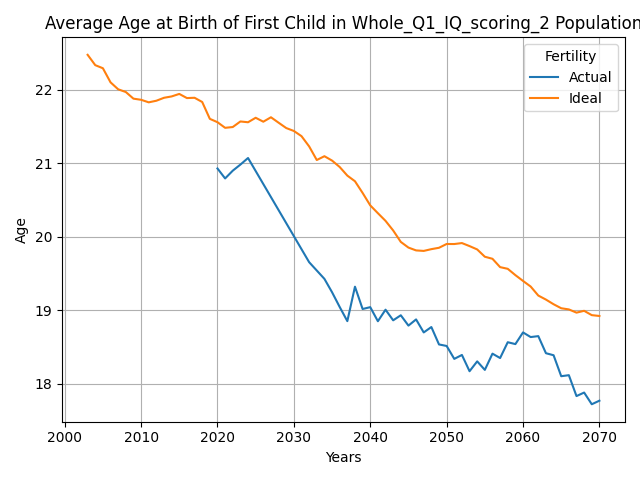 Average Age at Birth of First Child in Whole_Q1_IQ_scoring_2 Population
Fertility
Actual
Ideal
22
21
20
19
18
Age
2000 2010 2020 2030 2040 2050 2060 2070
Years